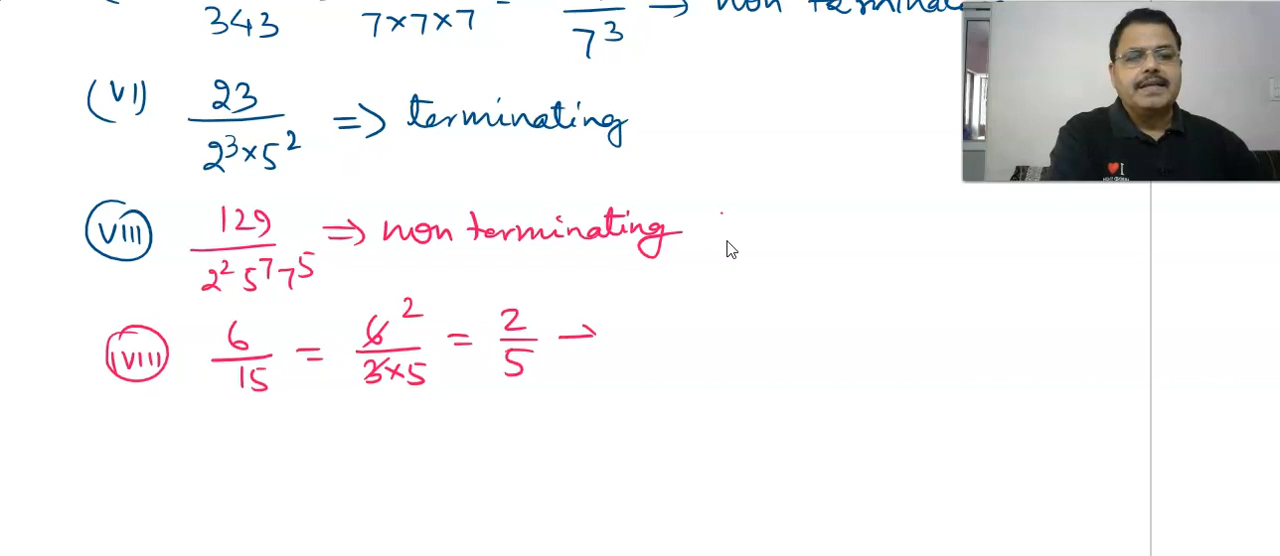 343 7×7×7 = 7³ → non
(VI) 23/2³×5² => terminating
(VIII) 129/2² 5⁷ 7⁵ => non terminating
(VIII) 6/15 = 6²/3×5 = 2/5 →